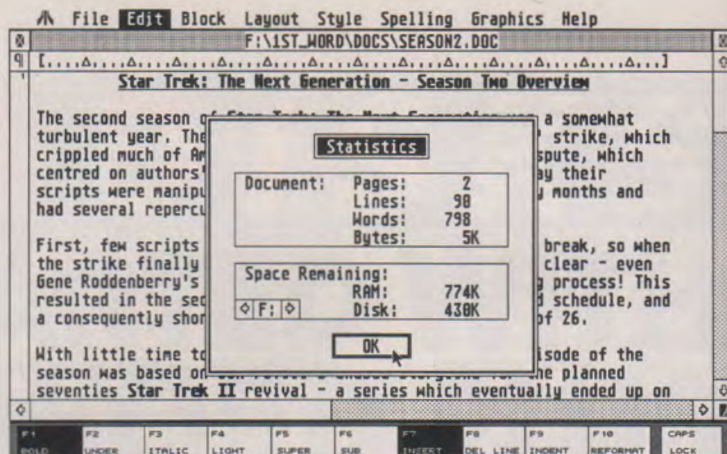 File Edit Block Layout Style Spelling Graphics Help
F:\1ST_WORD\DOCS\SEASON2.DOC
Star Trek: The Next Generation - Season Two Overview
The second season of Star Trek: The Next Generation was a somewhat
turbulent year. The strike, which
crippled much of spute, which
centred on authors' ay their
scripts were manipu months and
had several repercu
First, few scripts break, so when
the strike finally clear - even
Gene Roddenberry's process! This
resulted in the sec schedule, and
a consequently shor of 26.
With little time to isode of the
season was based on the planned
seventies Star Trek II revival - a series which eventually ended up on
Statistics
Document: Pages: 2
Lines: 90
Words: 798
Bytes: 5K
Space Remaining:
RAM: 774K
F: Disk: 430K
OK
F1 F2 F3 F4 F5 F6 F7 F8 F9 F10 CAPS
BOLD UNDER ITALIC LIGHT SUPER SUB INSERT DEL LINE INDENT REFORMAT LOCK